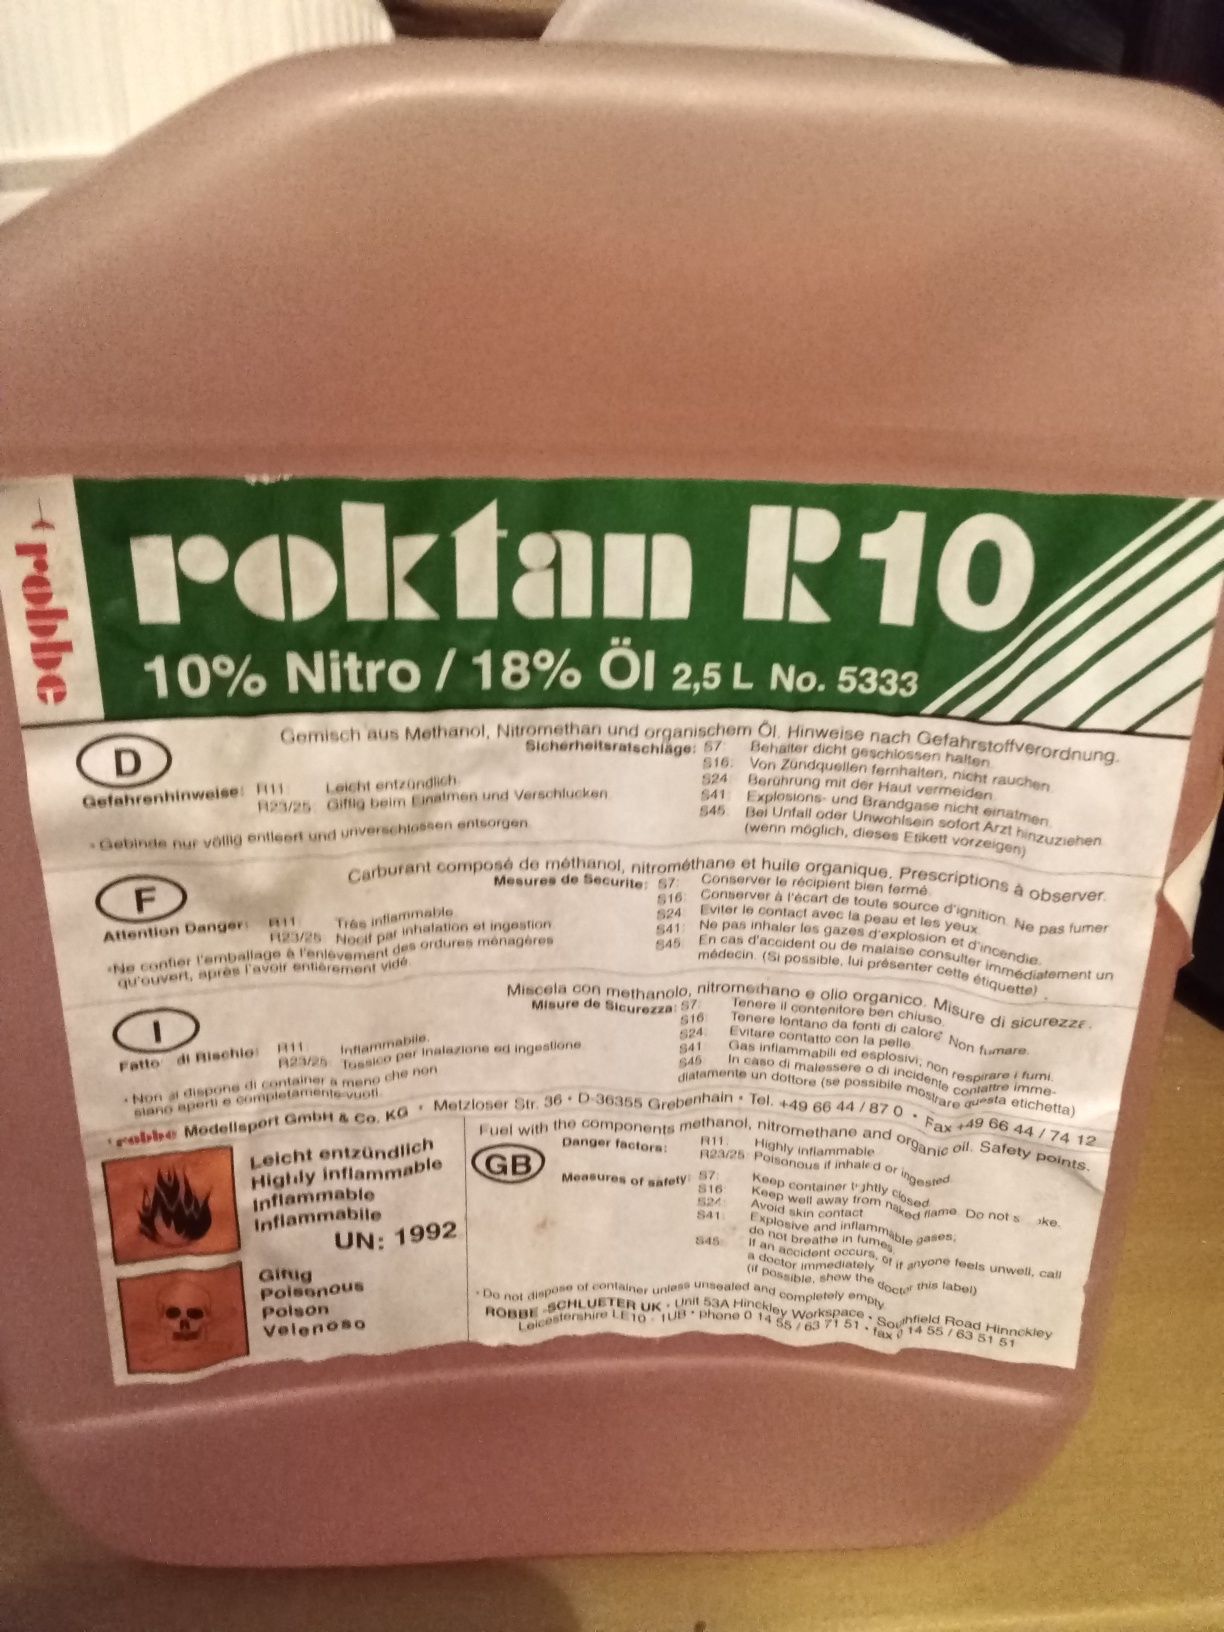 robbe
röktan R10
10% Nitro / 18% Öl 2,5 L No. 5333
Gemisch aus Methanol, Nitromethan und organischem Öl. Hinweise nach Gefahrstoffverordnung.
D
Gefahrenhinweise: R11: Leicht entzündlich
R23/25: Giftig beim Einatmen und Verschlucken
• Gebinde nur völlig entleert und unverschlossen entsorgen
Sicherheitsratschläge: S7: Behälter dicht geschlossen halten
S16: Von Zündquellen fernhalten, nicht rauchen
S24: Berührung mit der Haut vermeiden
S41: Explosions- und Brandgase nicht einatmen
S45: Bei Unfall oder Unwohlsein sofort Arzt hinzuziehen
(wenn möglich, dieses Etikett vorzeigen)
Carburant composé de méthanol, nitrométhane et huile organique. Prescriptions à observer.
F
Attention Danger: R11: Très inflammable
R23/25: Nocif par inhalation et ingestion
•Ne confier l'emballage à l'enlèvement des ordures ménagères
qu'ouvert, après l'avoir entièrement vidé
Mesures de Securite: S7: Conserver le récipient bien fermé
S16: Conserver à l'écart de toute source d'ignition. Ne pas fumer
S24: Eviter le contact avec la peau et les yeux
S41: Ne pas inhaler les gazes d'explosion et d'incendie.
S45: En cas d'accident ou de malaise consulter immédiatement un
médecin. (Si possible, lui présenter cette étiquette)
Miscela con methanolo, nitromethano e olio organico. Misure di sicurezza.
I
Fatto di Rischio: R11: Inflammabile.
R23/25: Tossico per Inalazione ed ingestione
• Non si dispone di container a meno che non
siano aperti e completamente vuoti
Misure de Sicurezza: S7: Tenere il contenitore ben chiuso
S16: Tenere lontano da fonti di calore Non fumare.
S24: Evitare contatto con la pelle
S41: Gas inflammabili ed esplosivi, non respirare i fumi.
S45: In caso di malessere o di incidente contattre imme-
diatamente un dottore (se possibile mostrare questa etichetta)
robbe Modellsport GmbH & Co. KG • Metzloser Str. 36 • D-36355 Grebenhain • Tel. +49 66 44 / 87 0 • Fax +49 66 44 / 74 12
Leicht entzündlich
Highly inflammable
Inflammable
Inflammabile
UN: 1992
Giftig
Poisonous
Poison
Velenoso
Fuel with the components methanol, nitromethane and organic oil. Safety points.
GB
Danger factors: R11: Highly inflammable
R23/25: Poisonous if inhaled or ingested
Measures of safety: S7: Keep container tightly closed
S16: Keep well away from naked flame. Do not s oke.
S24: Avoid skin contact
S41: Explosive and inflammable gases,
do not breathe in fumes
S45: If an accident occurs, or if anyone feels unwell, call
a doctor immediately
(if possible, show the doctor this label)
• Do not dispose of container unless unsealed and completely empty
ROBBE-SCHLUETER UK • Unit 53A Hinckley Workspace • Southfield Road Hinnckley
Leicestershire LE10 - 1UB • phone 0 14 55 / 63 71 51 • fax 0 14 55 / 63 51 51